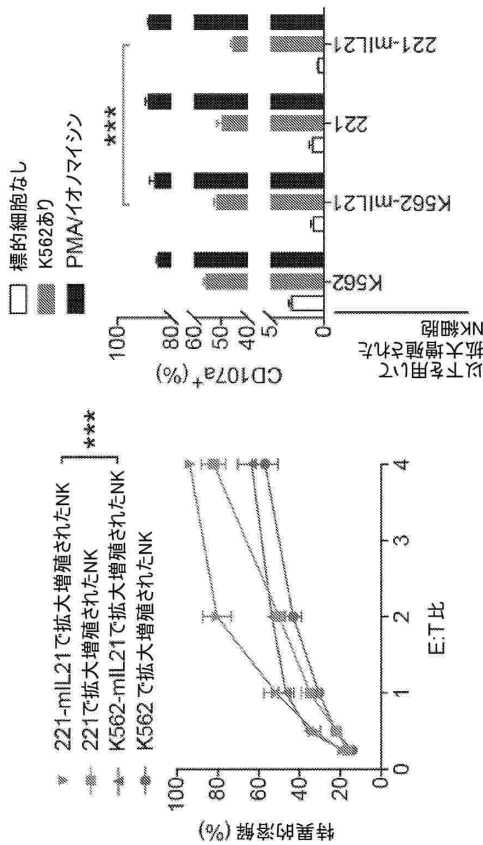 221-mIL21で拡大増殖されたNK
221で拡大増殖されたNK
K562-mIL21で拡大増殖されたNK
K562で拡大増殖されたNK
***
100
80
60
40
20
特異的溶解 (%)
0
1
2
3
4
E:T比
標的細胞なし
K562あり
PMA/イオノマイシン
***
100
80
60
50
40
5
0
CD107a⁺ (%)
K562
K562-mIL21
221
221-mIL21
以下を用いて
拡大増殖された
NK細胞